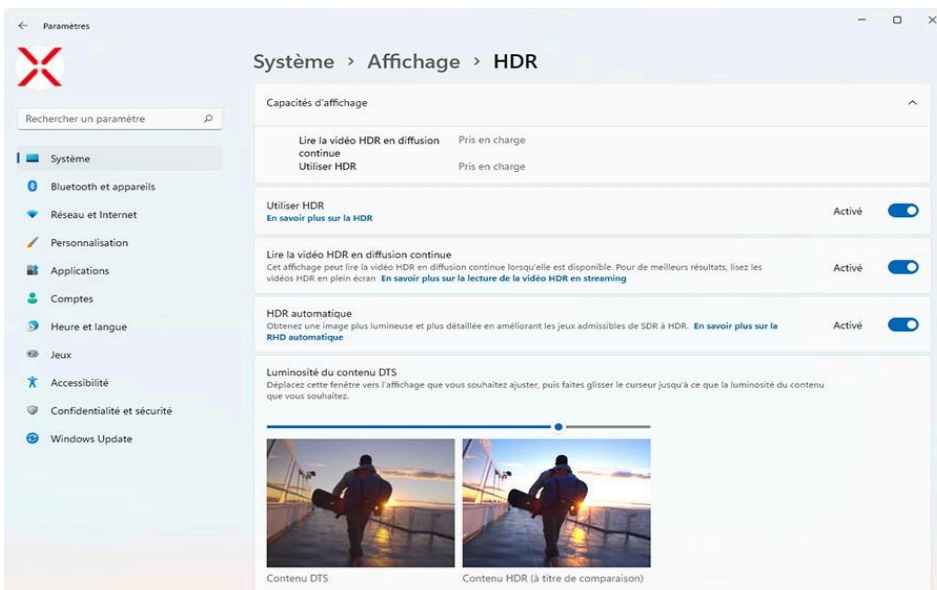 Paramètres
Système > Affichage > HDR
Rechercher un paramètre
Système
Bluetooth et appareils
Réseau et Internet
Personnalisation
Applications
Comptes
Heure et langue
Jeux
Accessibilité
Confidentialité et sécurité
Windows Update
Capacités d'affichage
Lire la vidéo HDR en diffusion Pris en charge
continue
Utiliser HDR Pris en charge
Utiliser HDR
En savoir plus sur la HDR
Activé
Lire la vidéo HDR en diffusion continue
Cet affichage peut lire la vidéo HDR en diffusion continue lorsqu'elle est disponible. Pour de meilleurs résultats, lisez les
vidéos HDR en plein écran En savoir plus sur la lecture de la vidéo HDR en streaming
Activé
HDR automatique
Obtenez une image plus lumineuse et plus détaillée en améliorant les jeux admissibles de SDR à HDR. En savoir plus sur la
RHD automatique
Activé
Luminosité du contenu DTS
Déplacez cette fenêtre vers l'affichage que vous souhaitez ajuster, puis faites glisser le curseur jusqu'à ce que la luminosité du contenu
que vous souhaitez.
Contenu DTS
Contenu HDR (à titre de comparaison)